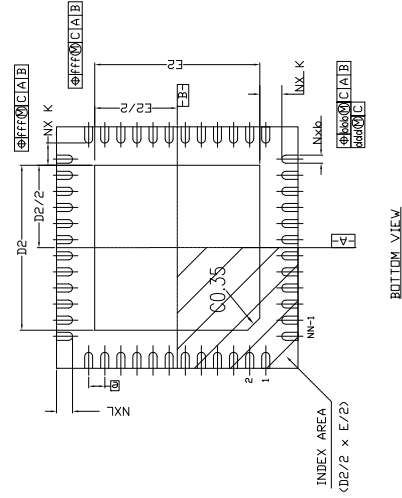 ⌖ fff Ⓜ C A B
⌖ fff Ⓜ C A B
E2
E2/2
-B-
NX K
NX K
Nxb
⌖ bbb Ⓜ C A B
ddd Ⓜ C
D2
D2/2
-A-
C0.35
e
NXL
2
1
NN-1
INDEX AREA
(D2/2 x E/2)
BOTTOM VIEW